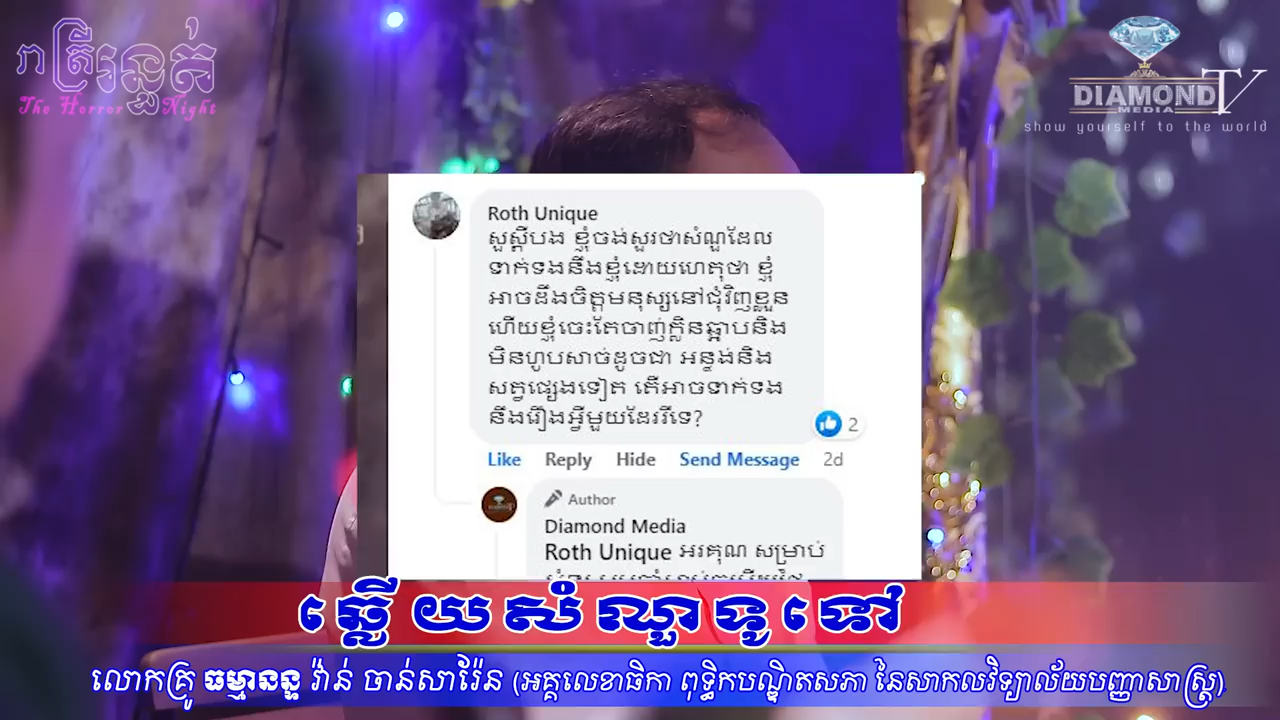 រាត្រីរន្ធត់
The Horror Night
DIAMOND TV
MEDIA
show yourself to the world
Roth Unique
សួស្តីបង ខ្ញុំចង់សួរថាសំណួដែល
ទាក់ទងនឹងខ្ញុំដោយហេតុថា ខ្ញុំ
អាចដឹងចិត្តមនុស្សនៅជុំវិញខ្លួន
ហើយខ្ញុំចេះតែចាញ់ក្លិនឆ្អាបនិង
មិនហូបសាច់ដូចជា អន្ទង់និង
សត្វផ្សេងទៀត តើអាចទាក់ទង
នឹងរឿងអ្វីមួយដែររីទេ?
2
Like Reply Hide Send Message 2d
Author
Diamond Media
Roth Unique អរគុណ សម្រាប់
ឆ្លើយសំណួទូទៅ
លោកគ្រូ ធម្មានន្ទ វ៉ាន់ ចាន់សារ៉ែន (អគ្គលេខាធិកា ពុទ្ធិកបណ្ឌិតសភា នៃសាកលវិទ្យាល័យបញ្ញាសាស្ត្រ)